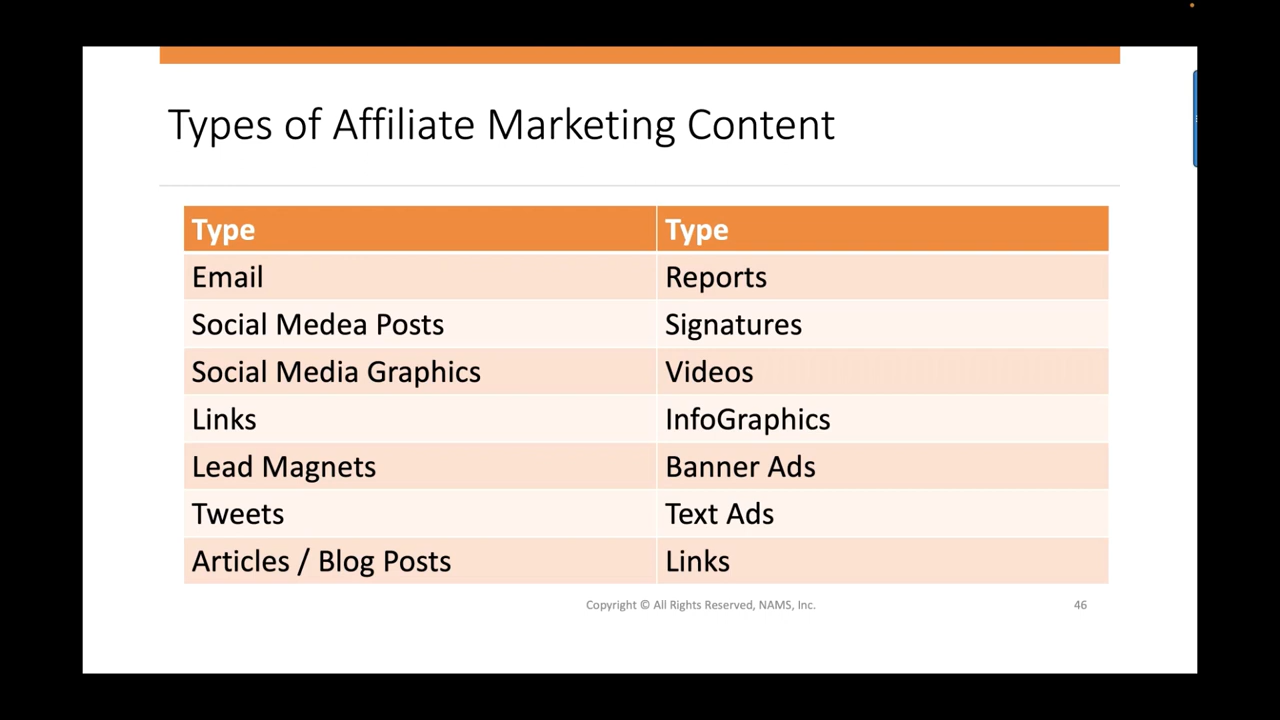 Types of Affiliate Marketing Content
Type Type
Email Reports
Social Medea Posts Signatures
Social Media Graphics Videos
Links InfoGraphics
Lead Magnets Banner Ads
Tweets Text Ads
Articles / Blog Posts Links
Copyright © All Rights Reserved, NAMS, Inc. 46